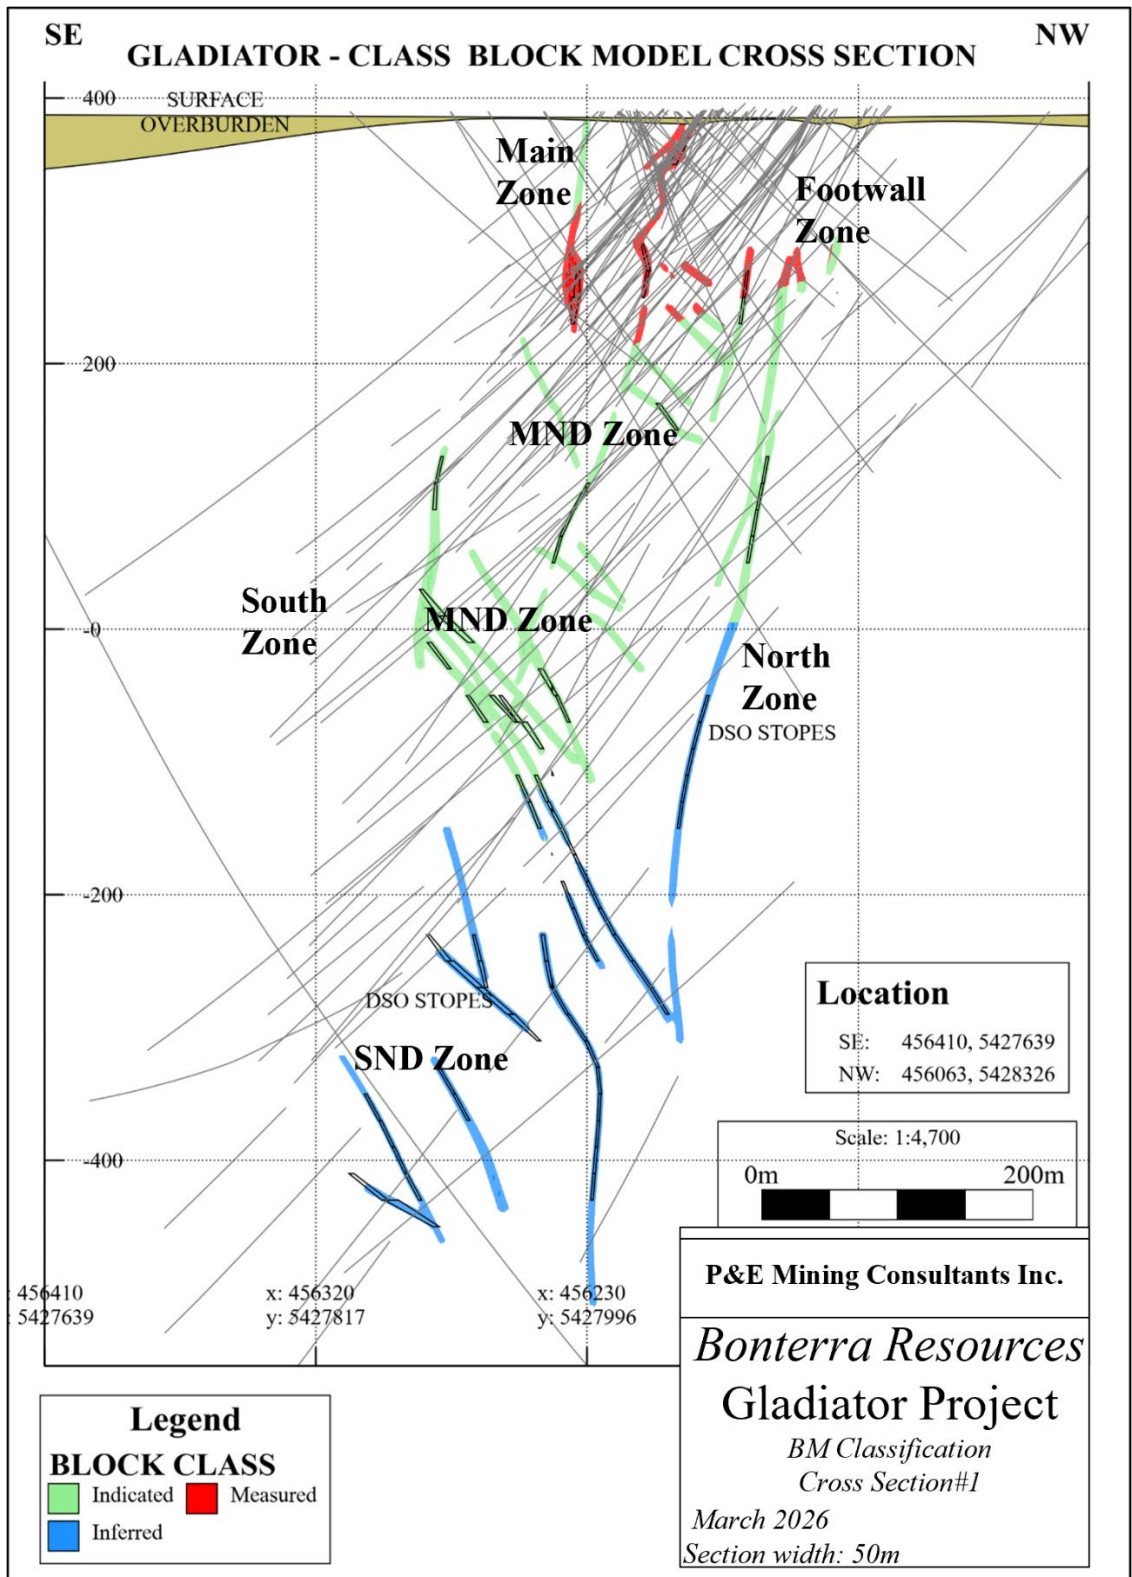 SE
NW
GLADIATOR - CLASS BLOCK MODEL CROSS SECTION
400
SURFACE
OVERBURDEN
Main
Zone
Footwall
Zone
200
MND Zone
South
Zone
MND Zone
-0
North
Zone
DSO STOPES
-200
DSO STOPES
SND Zone
Location
SE: 456410, 5427639
NW: 456063, 5428326
-400
Scale: 1:4,700
0m 200m
: 456410
: 5427639
x: 456320
y: 5427817
x: 456230
y: 5427996
P&E Mining Consultants Inc.
Bonterra Resources
Gladiator Project
BM Classification
Cross Section#1
March 2026
Section width: 50m
Legend
BLOCK CLASS
Indicated
Measured
Inferred